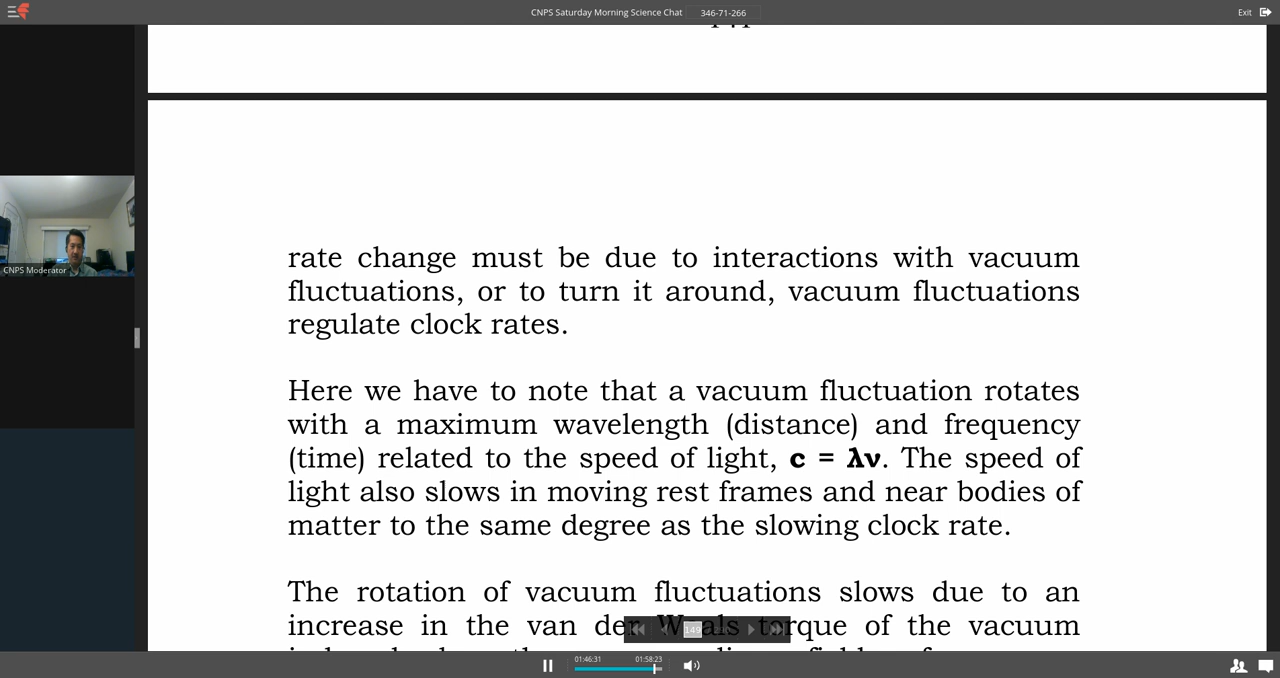 CNPS Saturday Morning Science Chat 346-71-266
Exit
CNPS Moderator
rate change must be due to interactions with vacuum
fluctuations, or to turn it around, vacuum fluctuations
regulate clock rates.
Here we have to note that a vacuum fluctuation rotates
with a maximum wavelength (distance) and frequency
(time) related to the speed of light, c = λν. The speed of
light also slows in moving rest frames and near bodies of
matter to the same degree as the slowing clock rate.
The rotation of vacuum fluctuations slows due to an
increase in the van der Waals torque of the vacuum
149
01:46:31 01:58:23